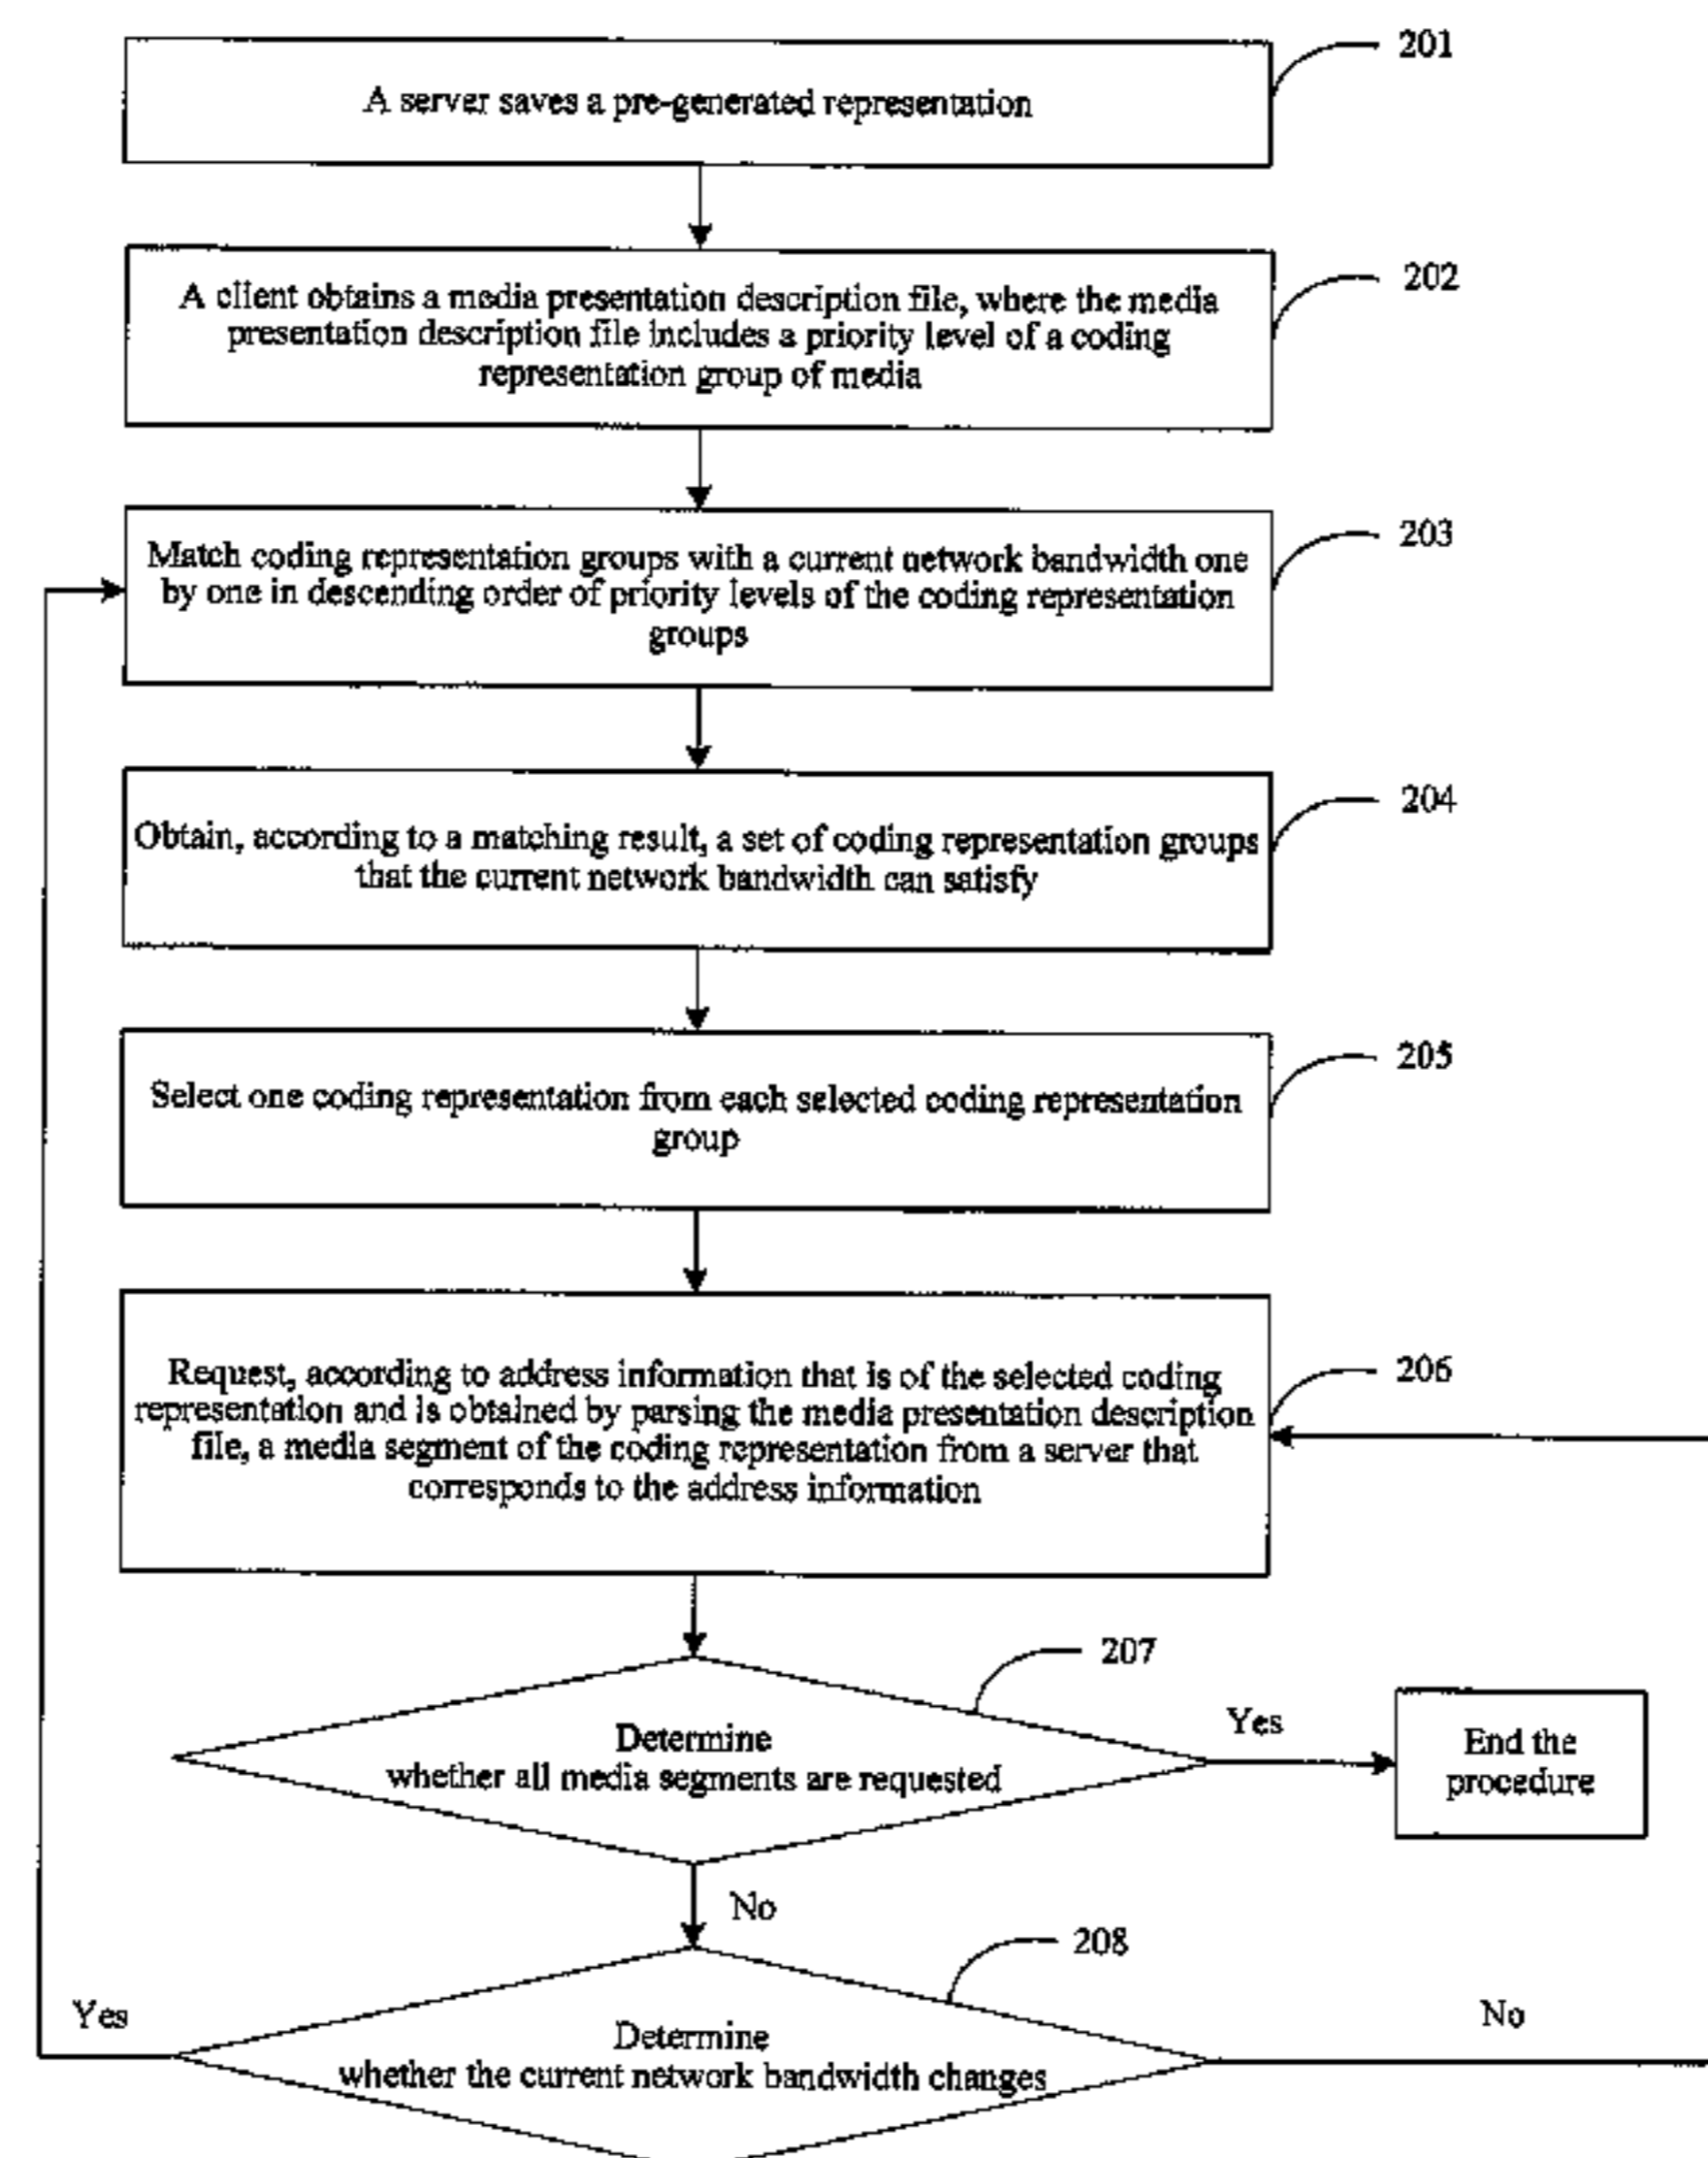 201
A server saves a pre-generated representation
202
A client obtains a media presentation description file, where the media
presentation description file includes a priority level of a coding
representation group of media
203
Match coding representation groups with a current network bandwidth one
by one in descending order of priority levels of the coding representation
groups
204
Obtain, according to a matching result, a set of coding representation groups
that the current network bandwidth can satisfy
205
Select one coding representation from each selected coding representation
group
206
Request, according to address information that is of the selected coding
representation and is obtained by parsing the media presentation description
file, a media segment of the coding representation from a server that
corresponds to the address information
207
Determine
whether all media segments are requested
Yes
End the
procedure
No
208
Determine
whether the current network bandwidth changes
Yes
No